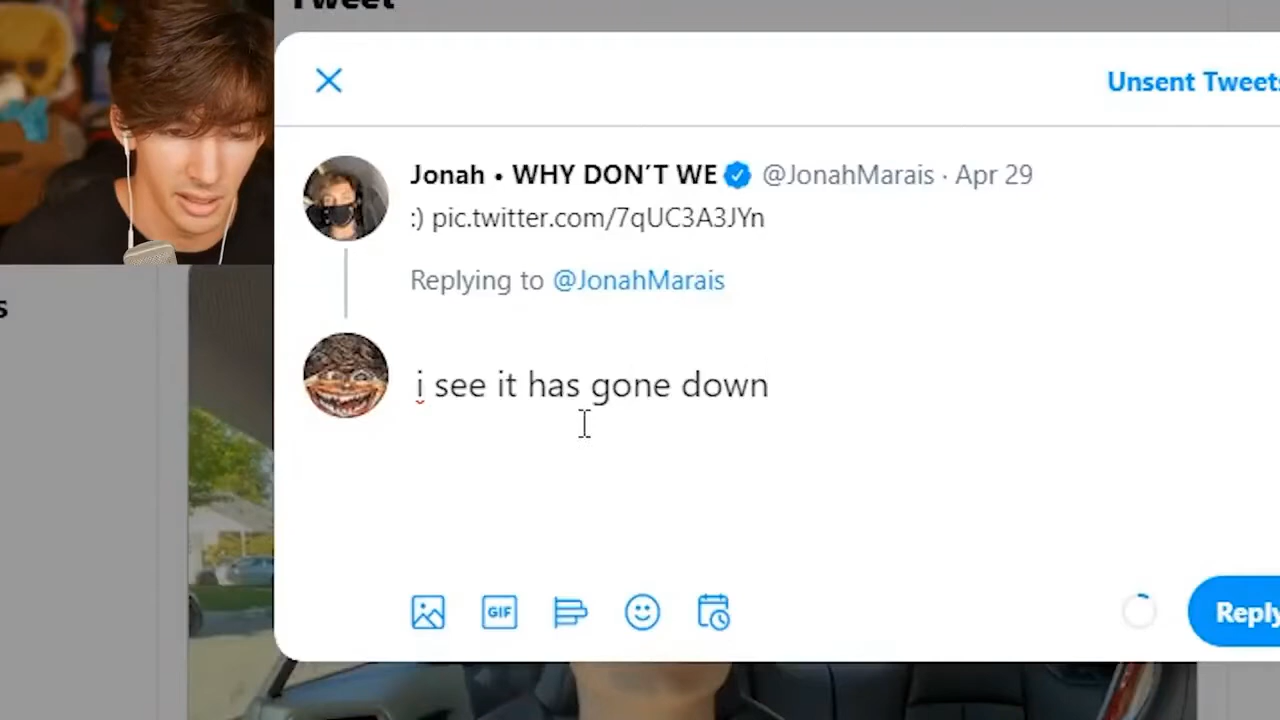 Tweet
Unsent Tweets
Jonah • WHY DON'T WE @JonahMarais · Apr 29
:) pic.twitter.com/7qUC3A3JYn
Replying to @JonahMarais
s
i see it has gone down
GIF
Reply